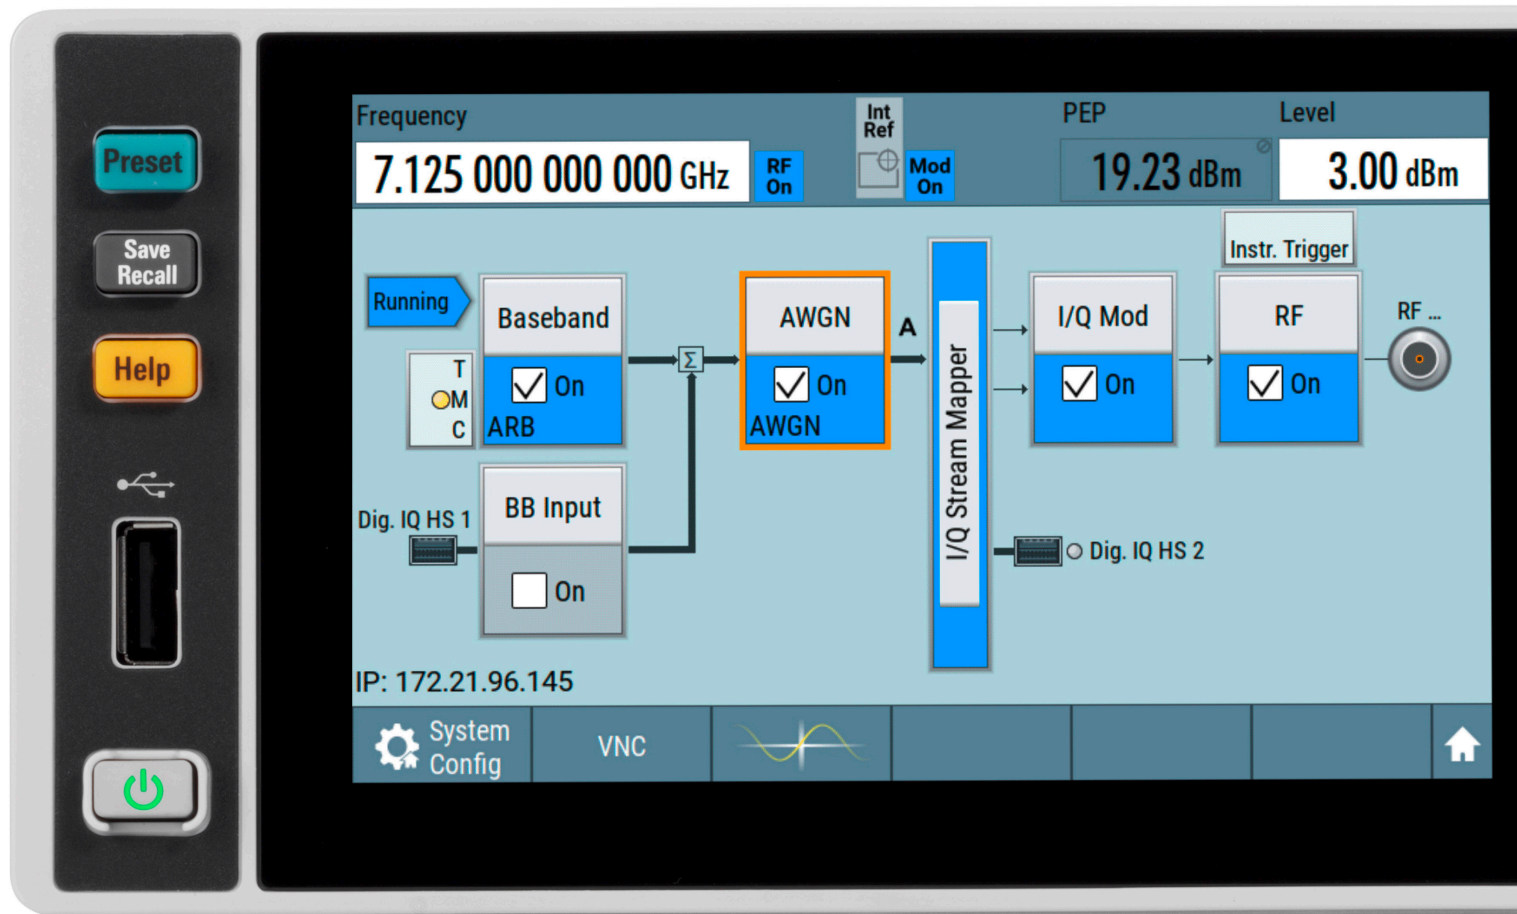 Preset
Save
Recall
Help
Frequency
7.125 000 000 000 GHz
RF
On
Int
Ref
Mod
On
PEP
19.23 dBm
Level
3.00 dBm
Instr. Trigger
Running
Baseband
On
ARB
T
M
C
Σ
AWGN
On
AWGN
A
I/Q Stream Mapper
I/Q Mod
On
RF
On
RF ...
Dig. IQ HS 1
BB Input
On
Dig. IQ HS 2
IP: 172.21.96.145
System
Config
VNC